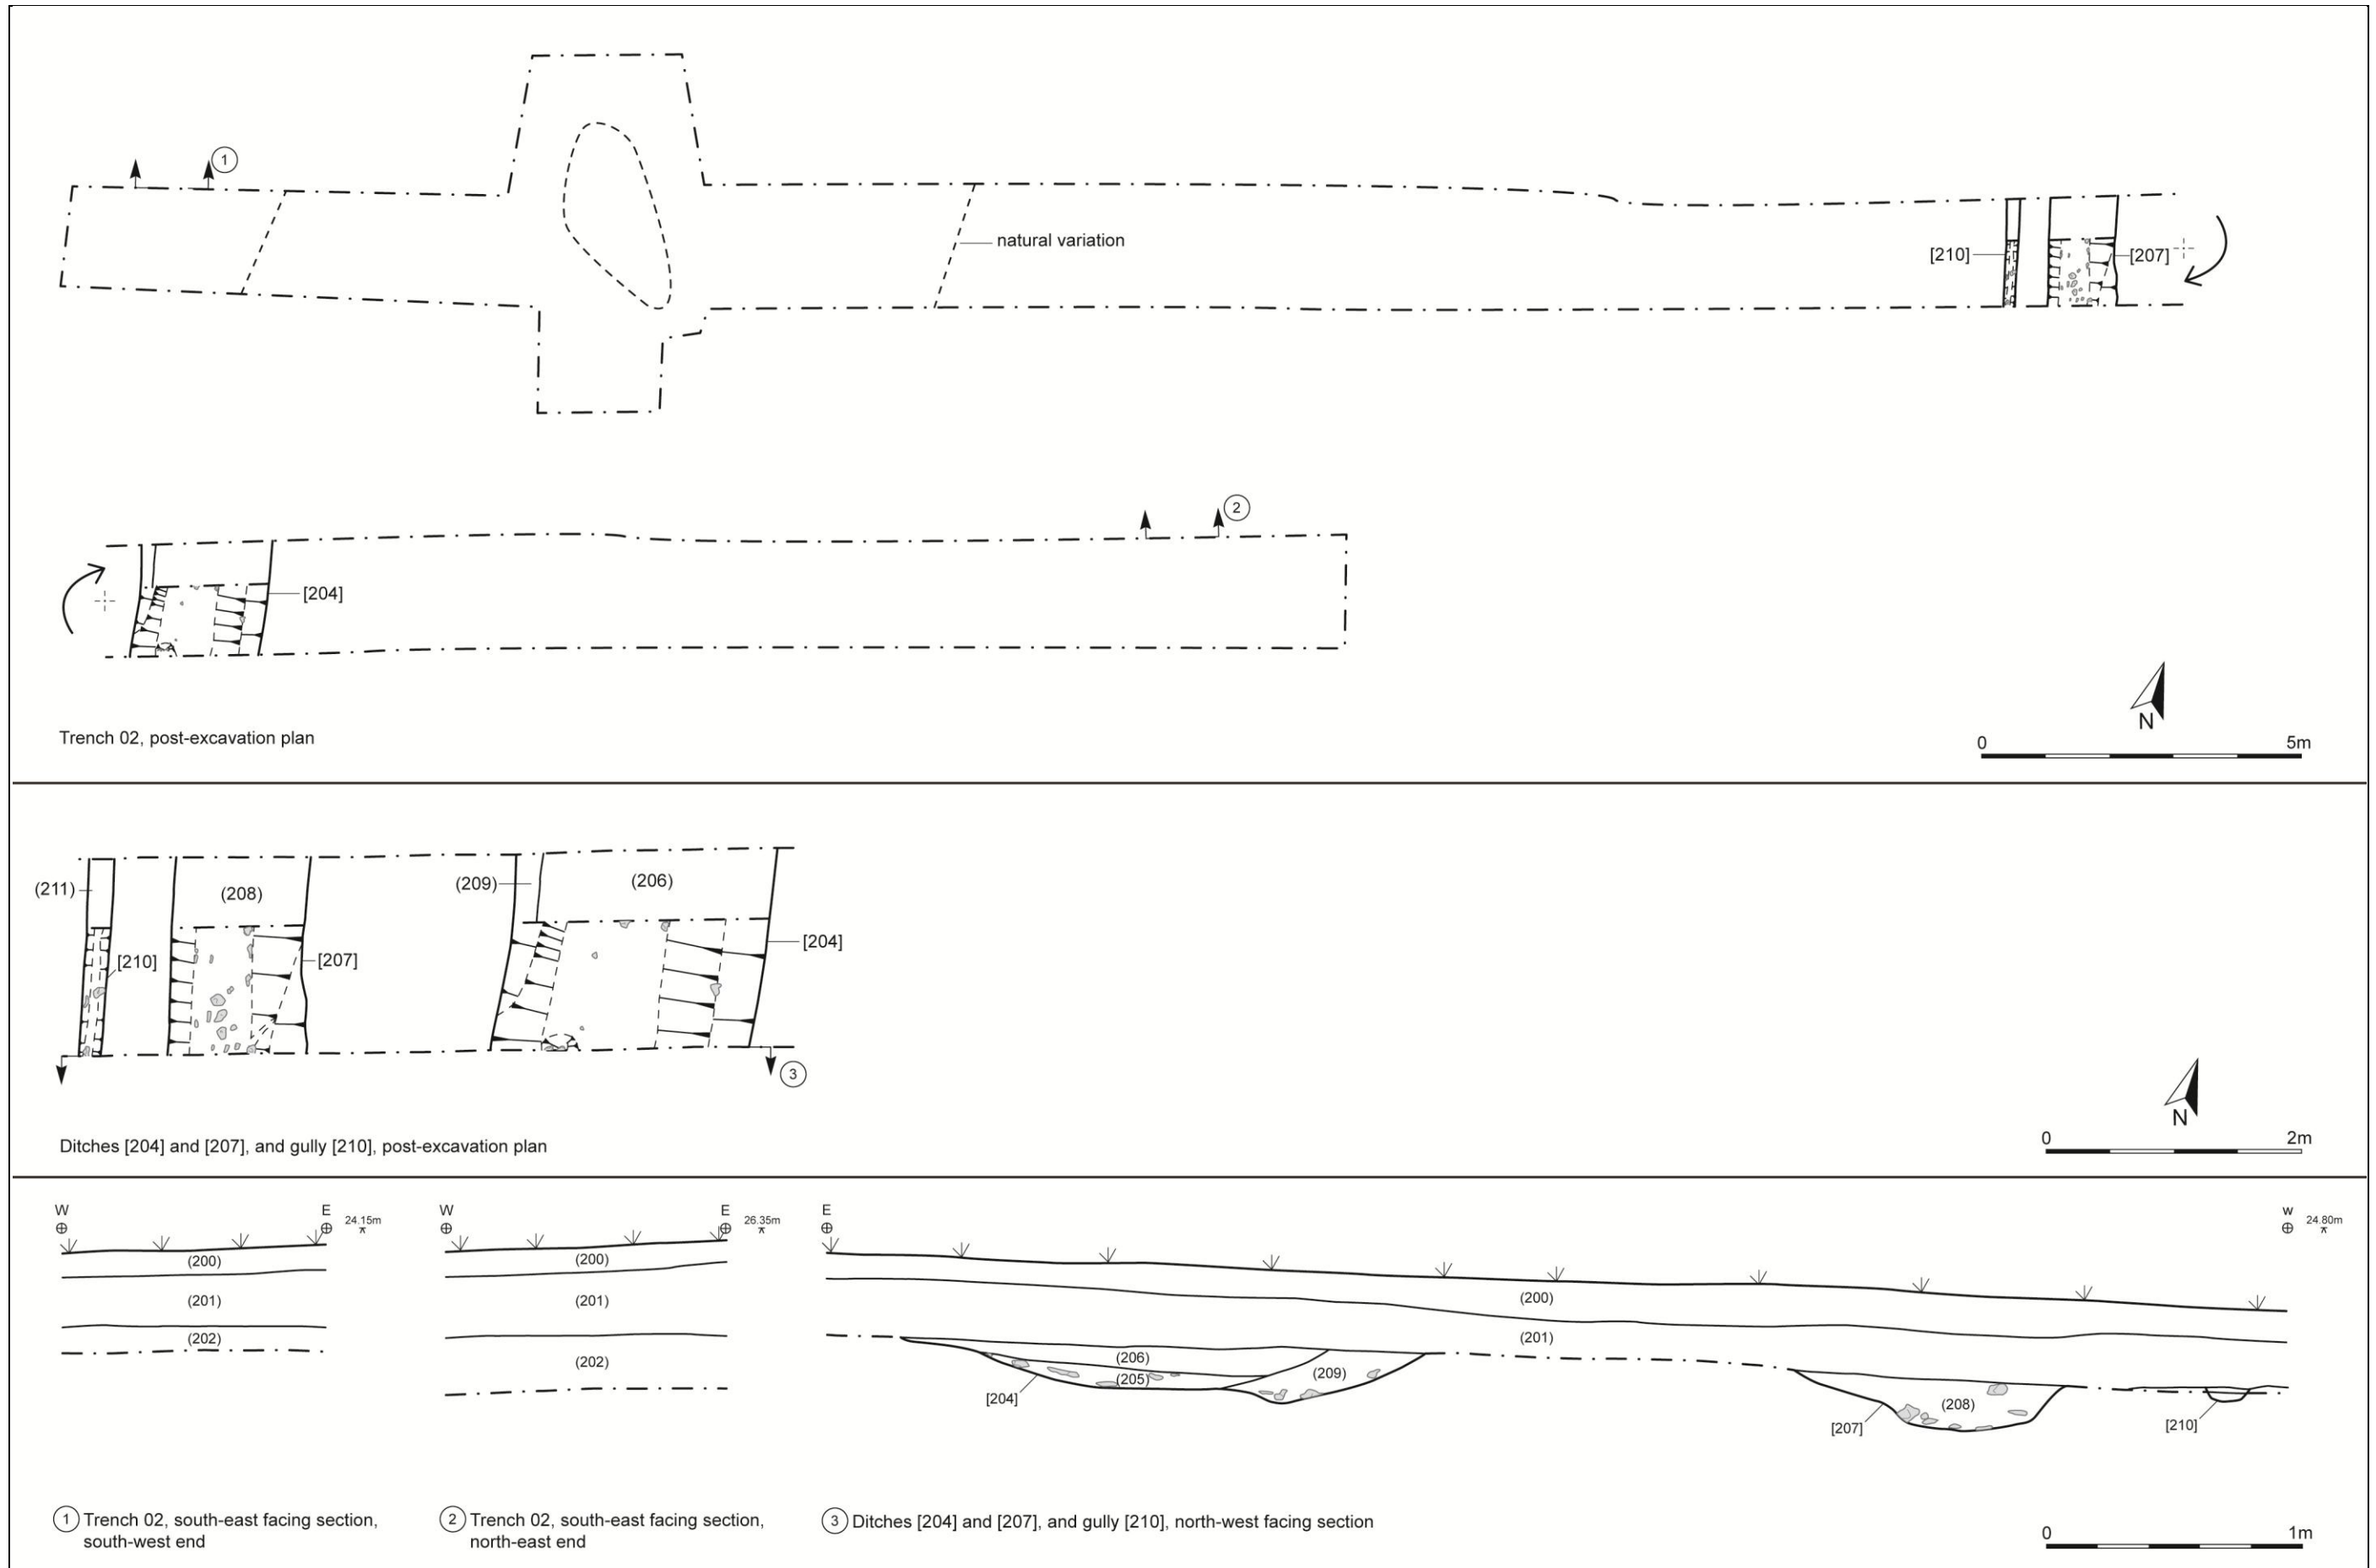 1
natural variation
[210]
[207]
2
[204]
N
Trench 02, post-excavation plan
0 5m
(211)
(208)
(209)
(206)
[204]
[210]
[207]
3
N
Ditches [204] and [207], and gully [210], post-excavation plan
0 2m
W E 24.15m
W E 26.35m
E w 24.80m
(200)
(201)
(202)
(200)
(201)
(202)
(200)
(201)
(206)
(205)
(209)
[204]
(208)
[207]
[210]
1 Trench 02, south-east facing section,
south-west end
2 Trench 02, south-east facing section,
north-east end
3 Ditches [204] and [207], and gully [210], north-west facing section
0 1m